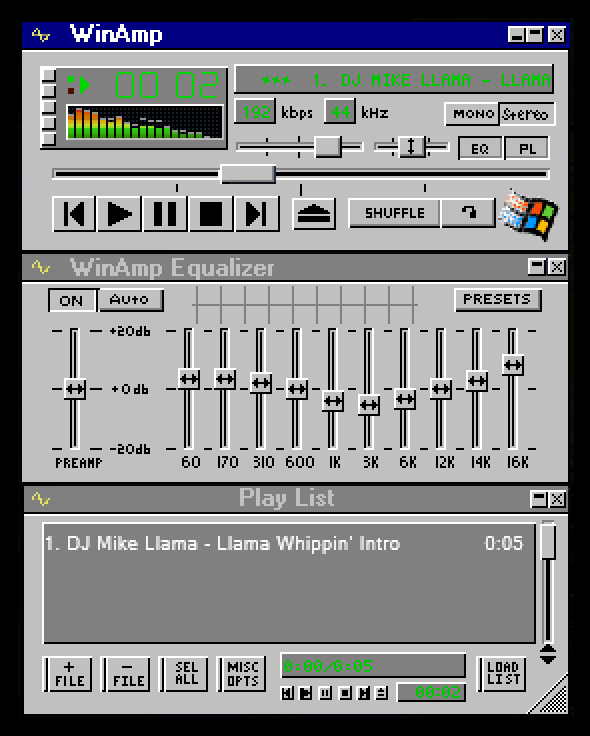 WinAmp
00 02
*** 1. DJ MIKE LLAMA - LLAMA
192 kbps 44 kHz
MONO Stereo
EQ PL
SHUFFLE
WinAmp Equalizer
ON Auto PRESETS
+20db
+0db
-20db
PREAMP 60 170 310 600 1K 3K 6K 12K 14K 16K
Play List
1. DJ Mike Llama - Llama Whippin' Intro 0:05
+ FILE
- FILE
SEL ALL
MISC OPTS
0:00/0:05
00:02
LOAD LIST